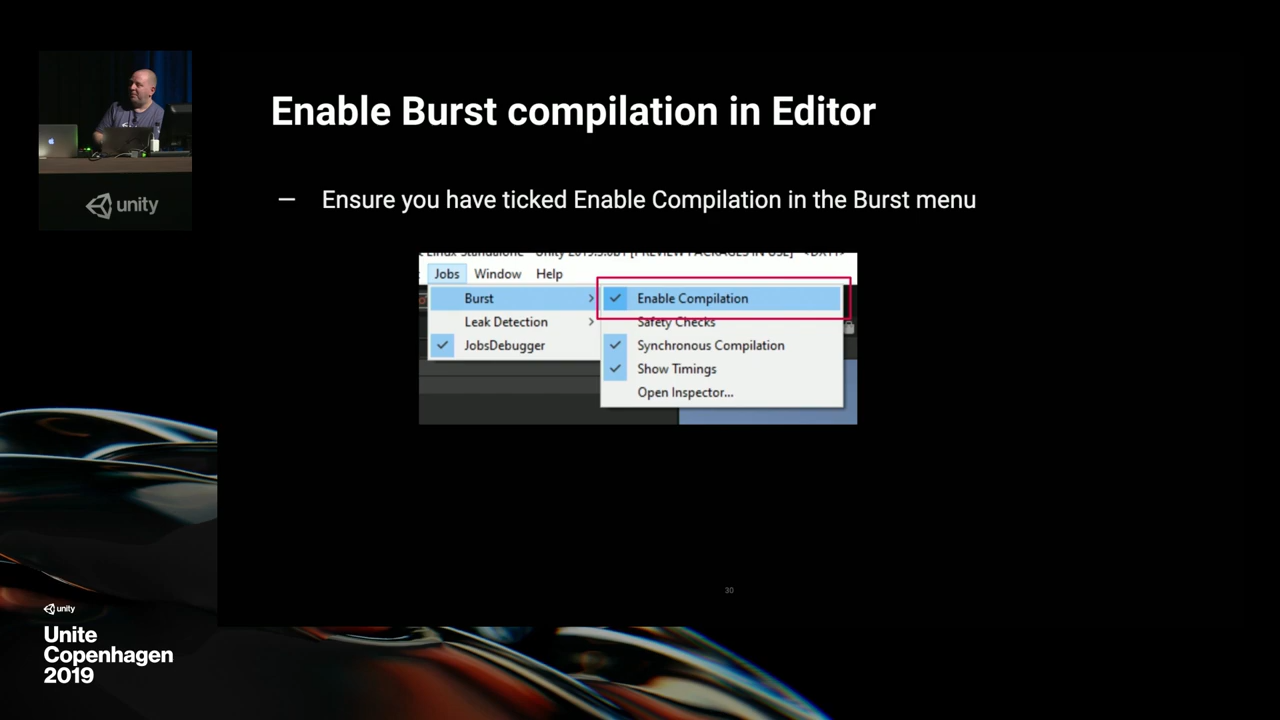 Enable Burst compilation in Editor
— Ensure you have ticked Enable Compilation in the Burst menu
Jobs Window Help
Burst
Leak Detection
JobsDebugger
Enable Compilation
Safety Checks
Synchronous Compilation
Show Timings
Open Inspector...
unity
30
unity
Unite
Copenhagen
2019